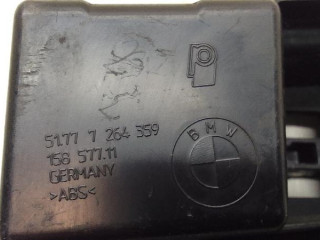 51.77 7 264 359
158 577.11
GERMANY
>ABS<
BMW